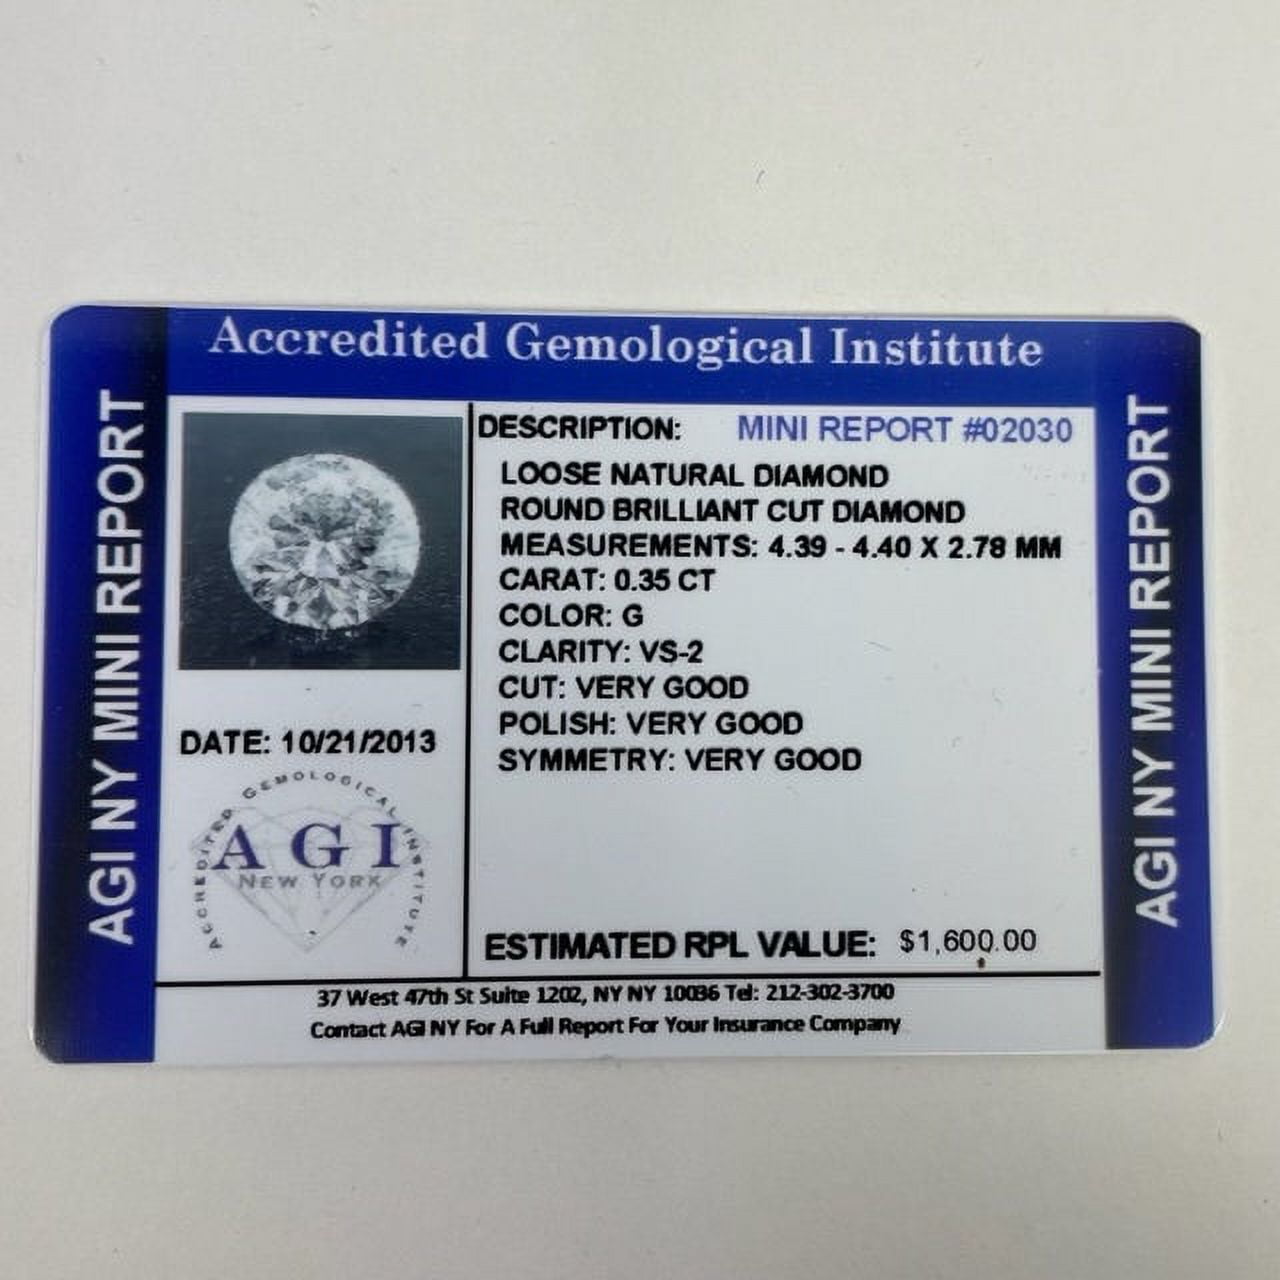 Accredited Gemological Institute
AGI NY MINI REPORT
DESCRIPTION: MINI REPORT #02030
LOOSE NATURAL DIAMOND
ROUND BRILLIANT CUT DIAMOND
MEASUREMENTS: 4.39 - 4.40 X 2.78 MM
CARAT: 0.35 CT
COLOR: G
CLARITY: VS-2
CUT: VERY GOOD
POLISH: VERY GOOD
SYMMETRY: VERY GOOD
DATE: 10/21/2013
ACCREDITED GEMOLOGICAL INSTITUTE
AGI
NEW YORK
ESTIMATED RPL VALUE: $1,600.00
37 West 47th St Suite 1202, NY NY 10036 Tel: 212-302-3700
Contact AGI NY For A Full Report For Your Insurance Company
AGI NY MINI REPORT